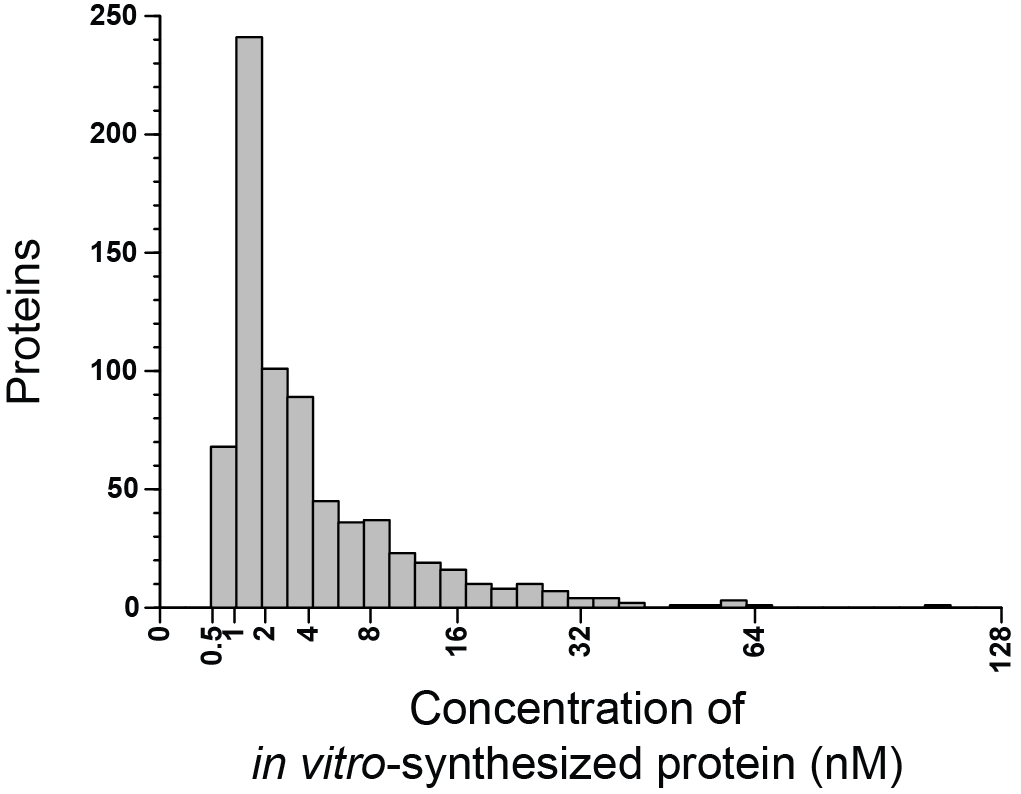 250
200
150
100
50
0
Proteins
0 0.5 1 2 4 8 16 32 64 128
Concentration of
in vitro-synthesized protein (nM)